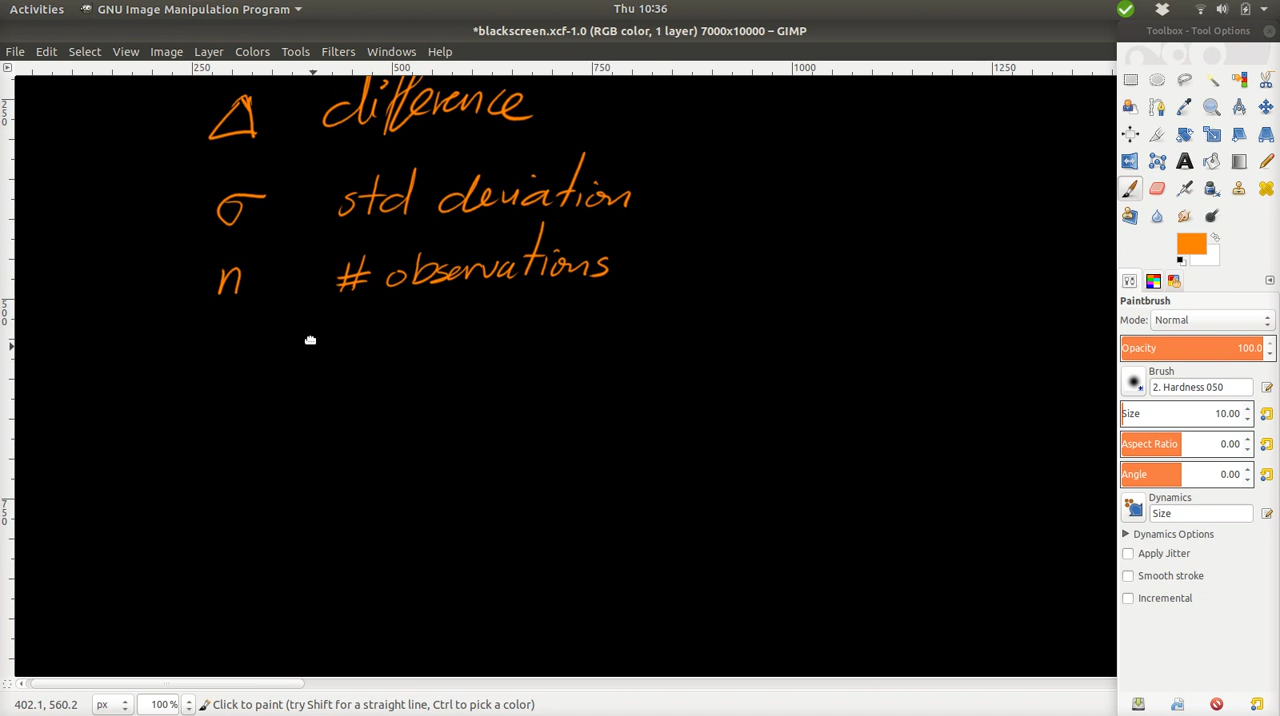 Activities GNU Image Manipulation Program Thu 10:36
*blackscreen.xcf-1.0 (RGB color, 1 layer) 7000x10000 – GIMP
Toolbox - Tool Options
File Edit Select View Image Layer Colors Tools Filters Windows Help
250 500 750 1000 1250
250
500
750
Δ difference
σ std deviation
n # observations
Paintbrush
Mode: Normal
Opacity 100.0
Brush
2. Hardness 050
Size 10.00
Aspect Ratio 0.00
Angle 0.00
Dynamics
Size
Dynamics Options
Apply Jitter
Smooth stroke
Incremental
402.1, 560.2 px 100 % Click to paint (try Shift for a straight line, Ctrl to pick a color)